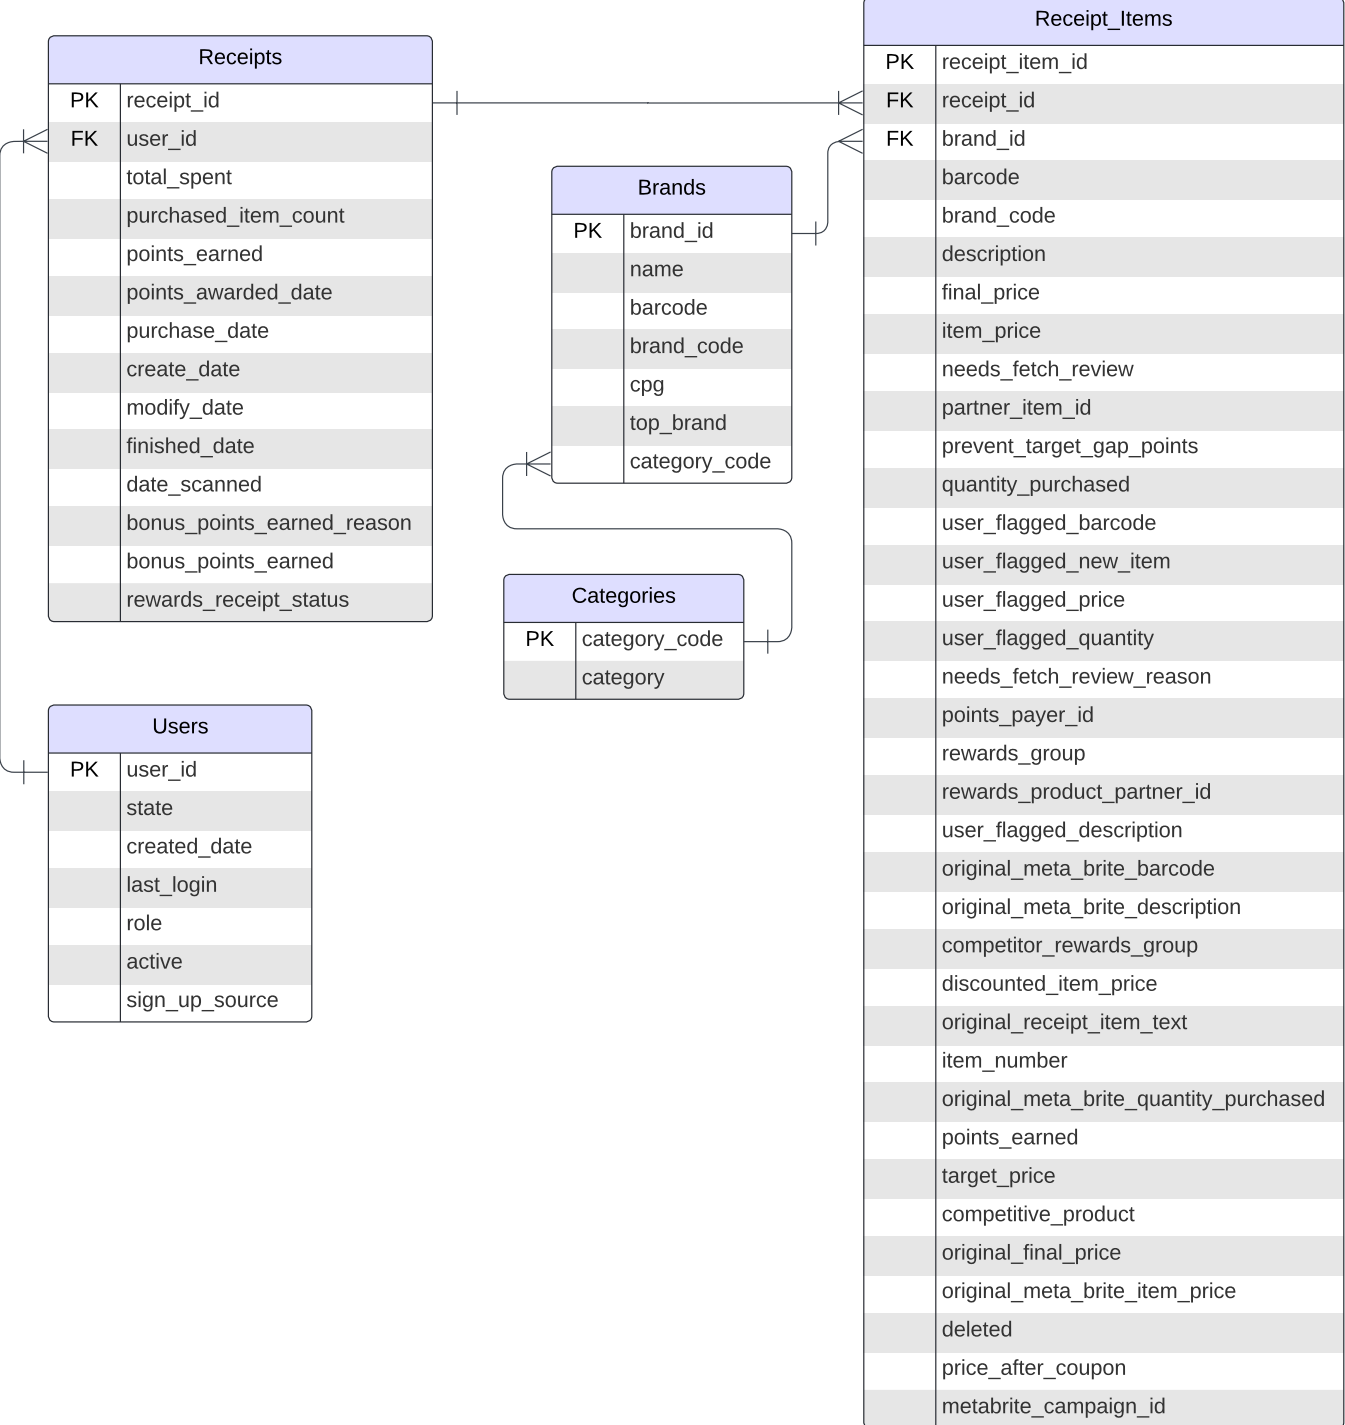 Receipts
PK receipt_id
FK user_id
total_spent
purchased_item_count
points_earned
points_awarded_date
purchase_date
create_date
modify_date
finished_date
date_scanned
bonus_points_earned_reason
bonus_points_earned
rewards_receipt_status
Users
PK user_id
state
created_date
last_login
role
active
sign_up_source
Brands
PK brand_id
name
barcode
brand_code
cpg
top_brand
category_code
Categories
PK category_code
category
Receipt_Items
PK receipt_item_id
FK receipt_id
FK brand_id
barcode
brand_code
description
final_price
item_price
needs_fetch_review
partner_item_id
prevent_target_gap_points
quantity_purchased
user_flagged_barcode
user_flagged_new_item
user_flagged_price
user_flagged_quantity
needs_fetch_review_reason
points_payer_id
rewards_group
rewards_product_partner_id
user_flagged_description
original_meta_brite_barcode
original_meta_brite_description
competitor_rewards_group
discounted_item_price
original_receipt_item_text
item_number
original_meta_brite_quantity_purchased
points_earned
target_price
competitive_product
original_final_price
original_meta_brite_item_price
deleted
price_after_coupon
metabrite_campaign_id